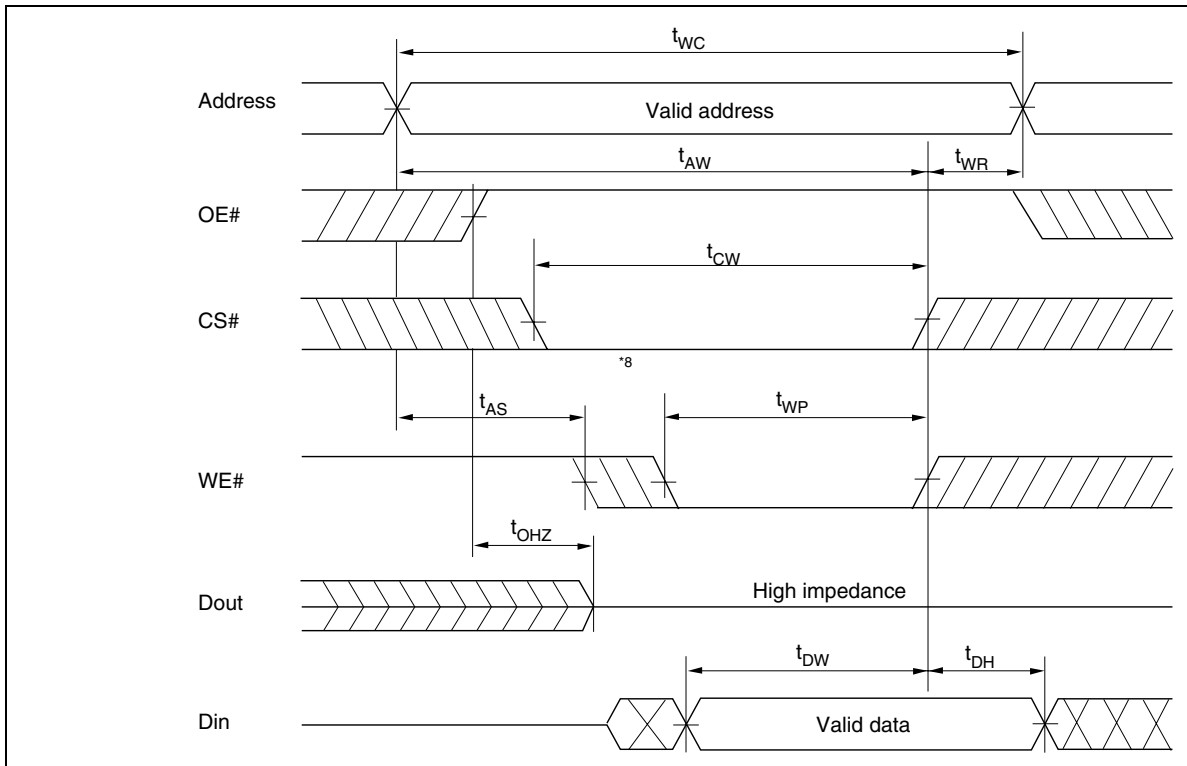 tWC
Address
Valid address
tAW
tWR
OE#
tCW
CS#
*8
tAS
tWP
WE#
tOHZ
Dout
High impedance
tDW
tDH
Din
Valid data